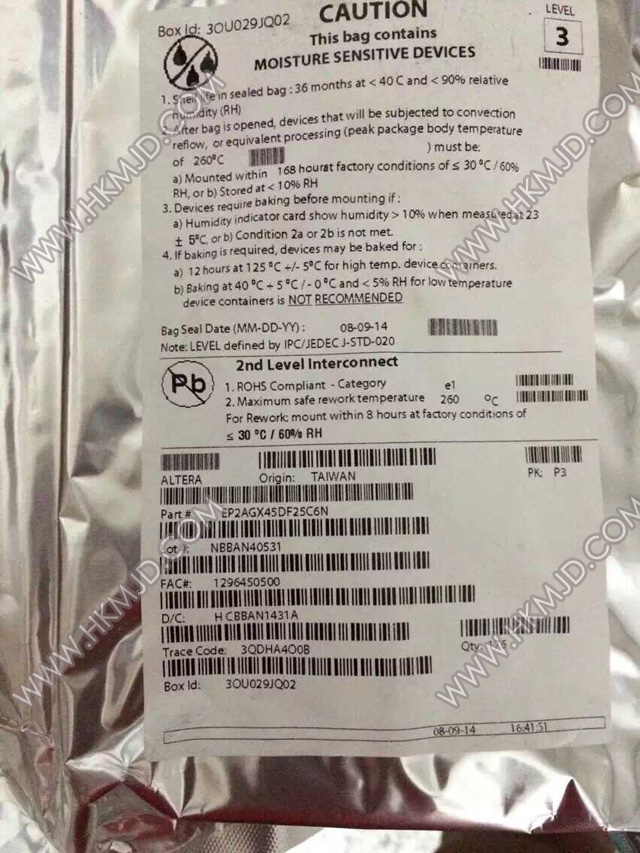 Box Id: 3OU029JQ02
CAUTION
LEVEL
3
This bag contains
MOISTURE SENSITIVE DEVICES
1. Shelf life in sealed bag : 36 months at < 40 C and < 90% relative
humidity (RH)
2. After bag is opened, devices that will be subjected to convection
reflow, or equivalent processing (peak package body temperature
of 260°C ) must be:
a) Mounted within 168 hours at factory conditions of ≤ 30 °C / 60%
RH, or b) Stored at < 10% RH
3. Devices require baking before mounting if :
a) Humidity indicator card show humidity > 10% when measured at 23
± 5°C, or b) Condition 2a or 2b is not met.
4. If baking is required, devices may be baked for :
a) 12 hours at 125 °C +/- 5°C for high temp. device containers.
b) Baking at 40 °C + 5 °C / - 0 °C and < 5% RH for low temperature
device containers is NOT RECOMMENDED
Bag Seal Date (MM-DD-YY) : 08-09-14
Note: LEVEL defined by IPC/JEDEC J-STD-020
Pb
2nd Level Interconnect
1. ROHS Compliant - Category e1
2. Maximum safe rework temperature 260 °C
For Rework: mount within 8 hours at factory conditions of
≤ 30 °C / 60% RH
ALTERA Origin: TAIWAN PK: P3
Part # EP2AGX45DF25C6N
Lot #: NBBAN40531
FAC#: 1296450500
D/C: H CBBAN1431A
Trace Code: 3QDHA4O0B Qty:
Box Id: 3OU029JQ02
08-09-14 16:41:51
WWW.HKMJD.COM
WWW.HKMJD.COM
WWW.HKMJD.COM
WWW.HKMJD.COM